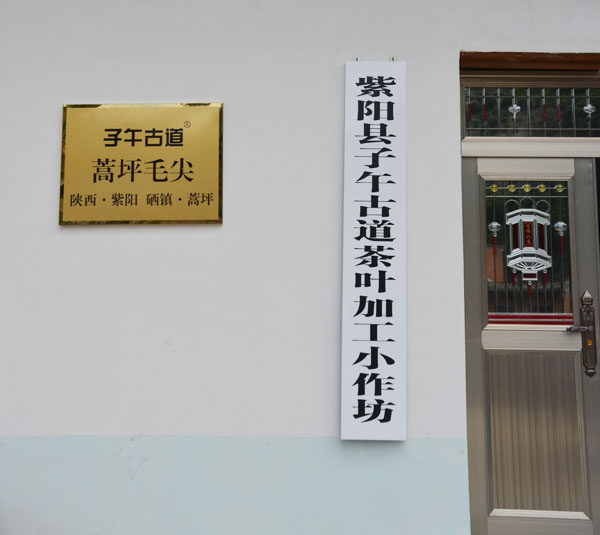 子午古道®
蒿坪毛尖
陕西·紫阳 硒镇·蒿坪
紫阳县子午古道茶叶加工小作坊